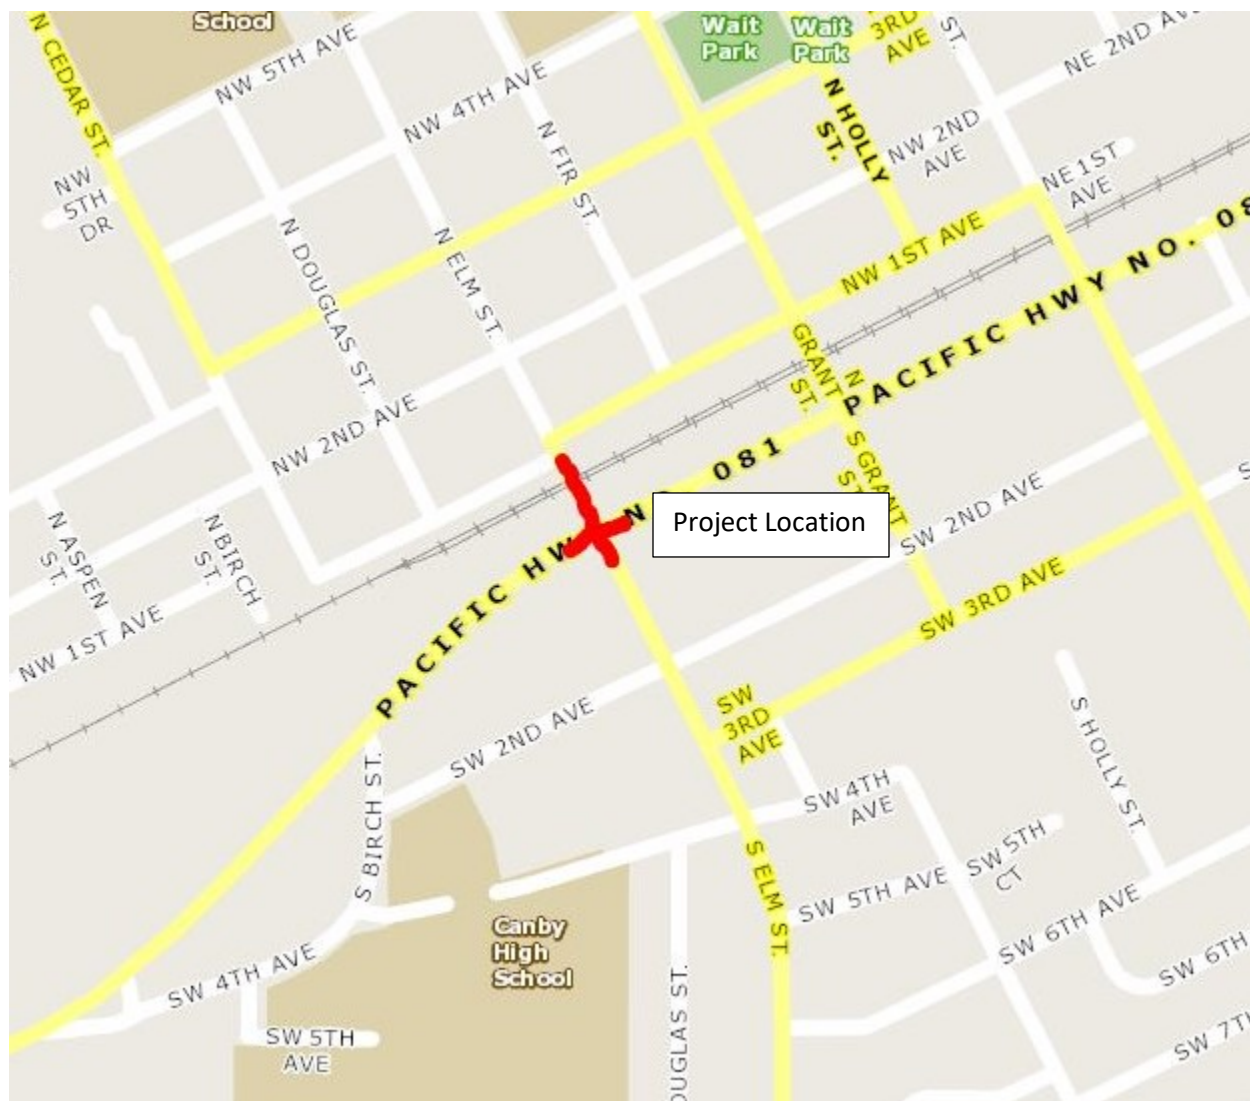 School
N CEDAR ST.
NW 5TH AVE
NW 4TH AVE
Wait
Park
Wait
Park
3RD
AVE
ST.
NE 2ND AV
NW
5TH
DR
N FIR ST.
N HOLLY
ST.
NW 2ND
AVE
NE 1ST
AVE
N DOUGLAS ST.
N ELM ST.
NW 1ST AVE
PACIFIC HWY NO. 08
GRANT
ST.
N
PACIFIC HW
N
081
S GRANT
ST.
Project Location
NW 2ND AVE
N ASPEN
ST.
N BIRCH
ST.
NW 1ST AVE
SW 2ND AVE
SW 3RD AVE
SW
3RD
AVE
SW 2ND AVE
S HOLLY ST.
S BIRCH ST.
SW 4TH
AVE
S ELM ST.
SW 5TH
CT
SW 5TH AVE
SW 6TH AVE
SW 6TH
Canby
High
School
SW 4TH AVE
SW 5TH
AVE
OUGLAS ST.
SW 7TH